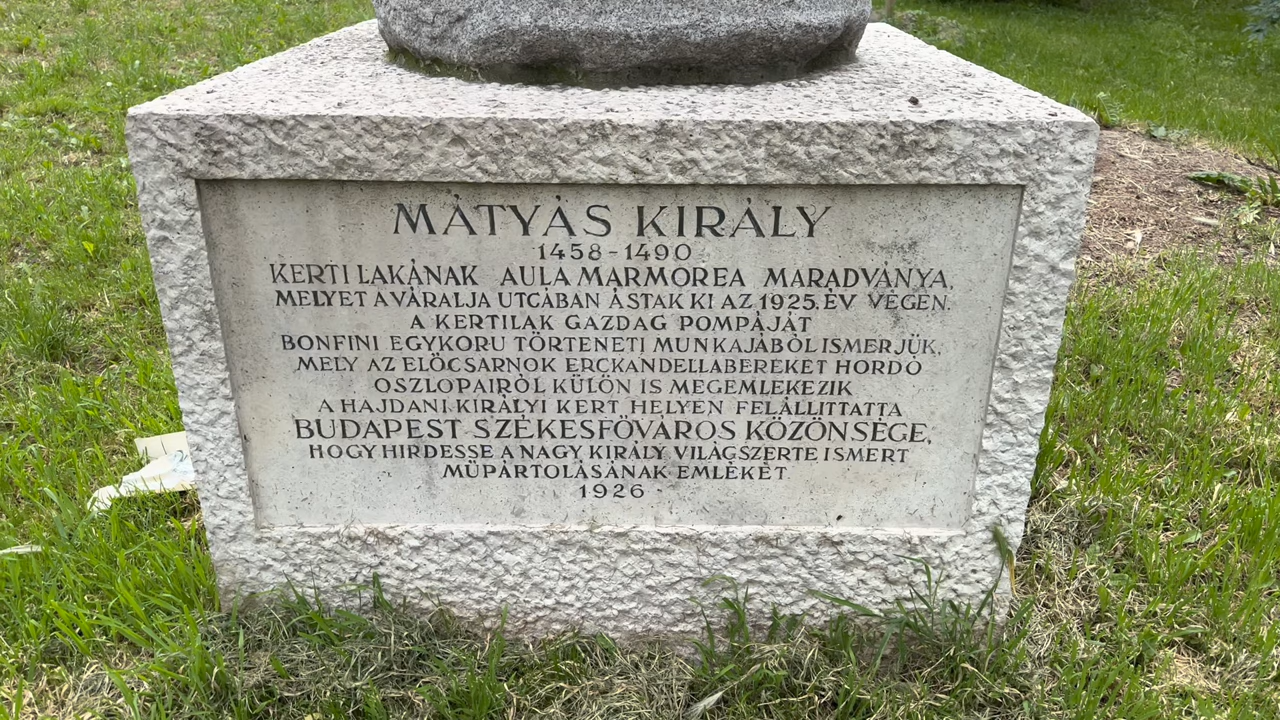 MÁTYÁS KIRÁLY
1458-1490
KERTI LAKÁNAK AULA MARMOREA MARADVÁNYA,
MELYET A VÁRALJA UTCÁBAN ÁSTAK KI AZ 1925. ÉV VÉGÉN.
A KERTILAK GAZDAG POMPÁJÁT
BONFINI EGYKORU TÖRTÉNETI MUNKÁJÁBÓL ISMERJÜK,
MELY AZ ELŐCSARNOK ÉRCKANDELLÁBEREKET HORDÓ
OSZLOPAIRÓL KÜLÖN IS MEGEMLÉKEZIK
A HAJDANI KIRÁLYI KERT HELYÉN FELÁLLITTATTA
BUDAPEST SZÉKESFŐVÁROS KÖZÖNSÉGE,
HOGY HIRDESSE A NAGY KIRÁLY VILÁGSZERTE ISMERT
MŰPÁRTOLÁSÁNAK EMLÉKÉT
1926